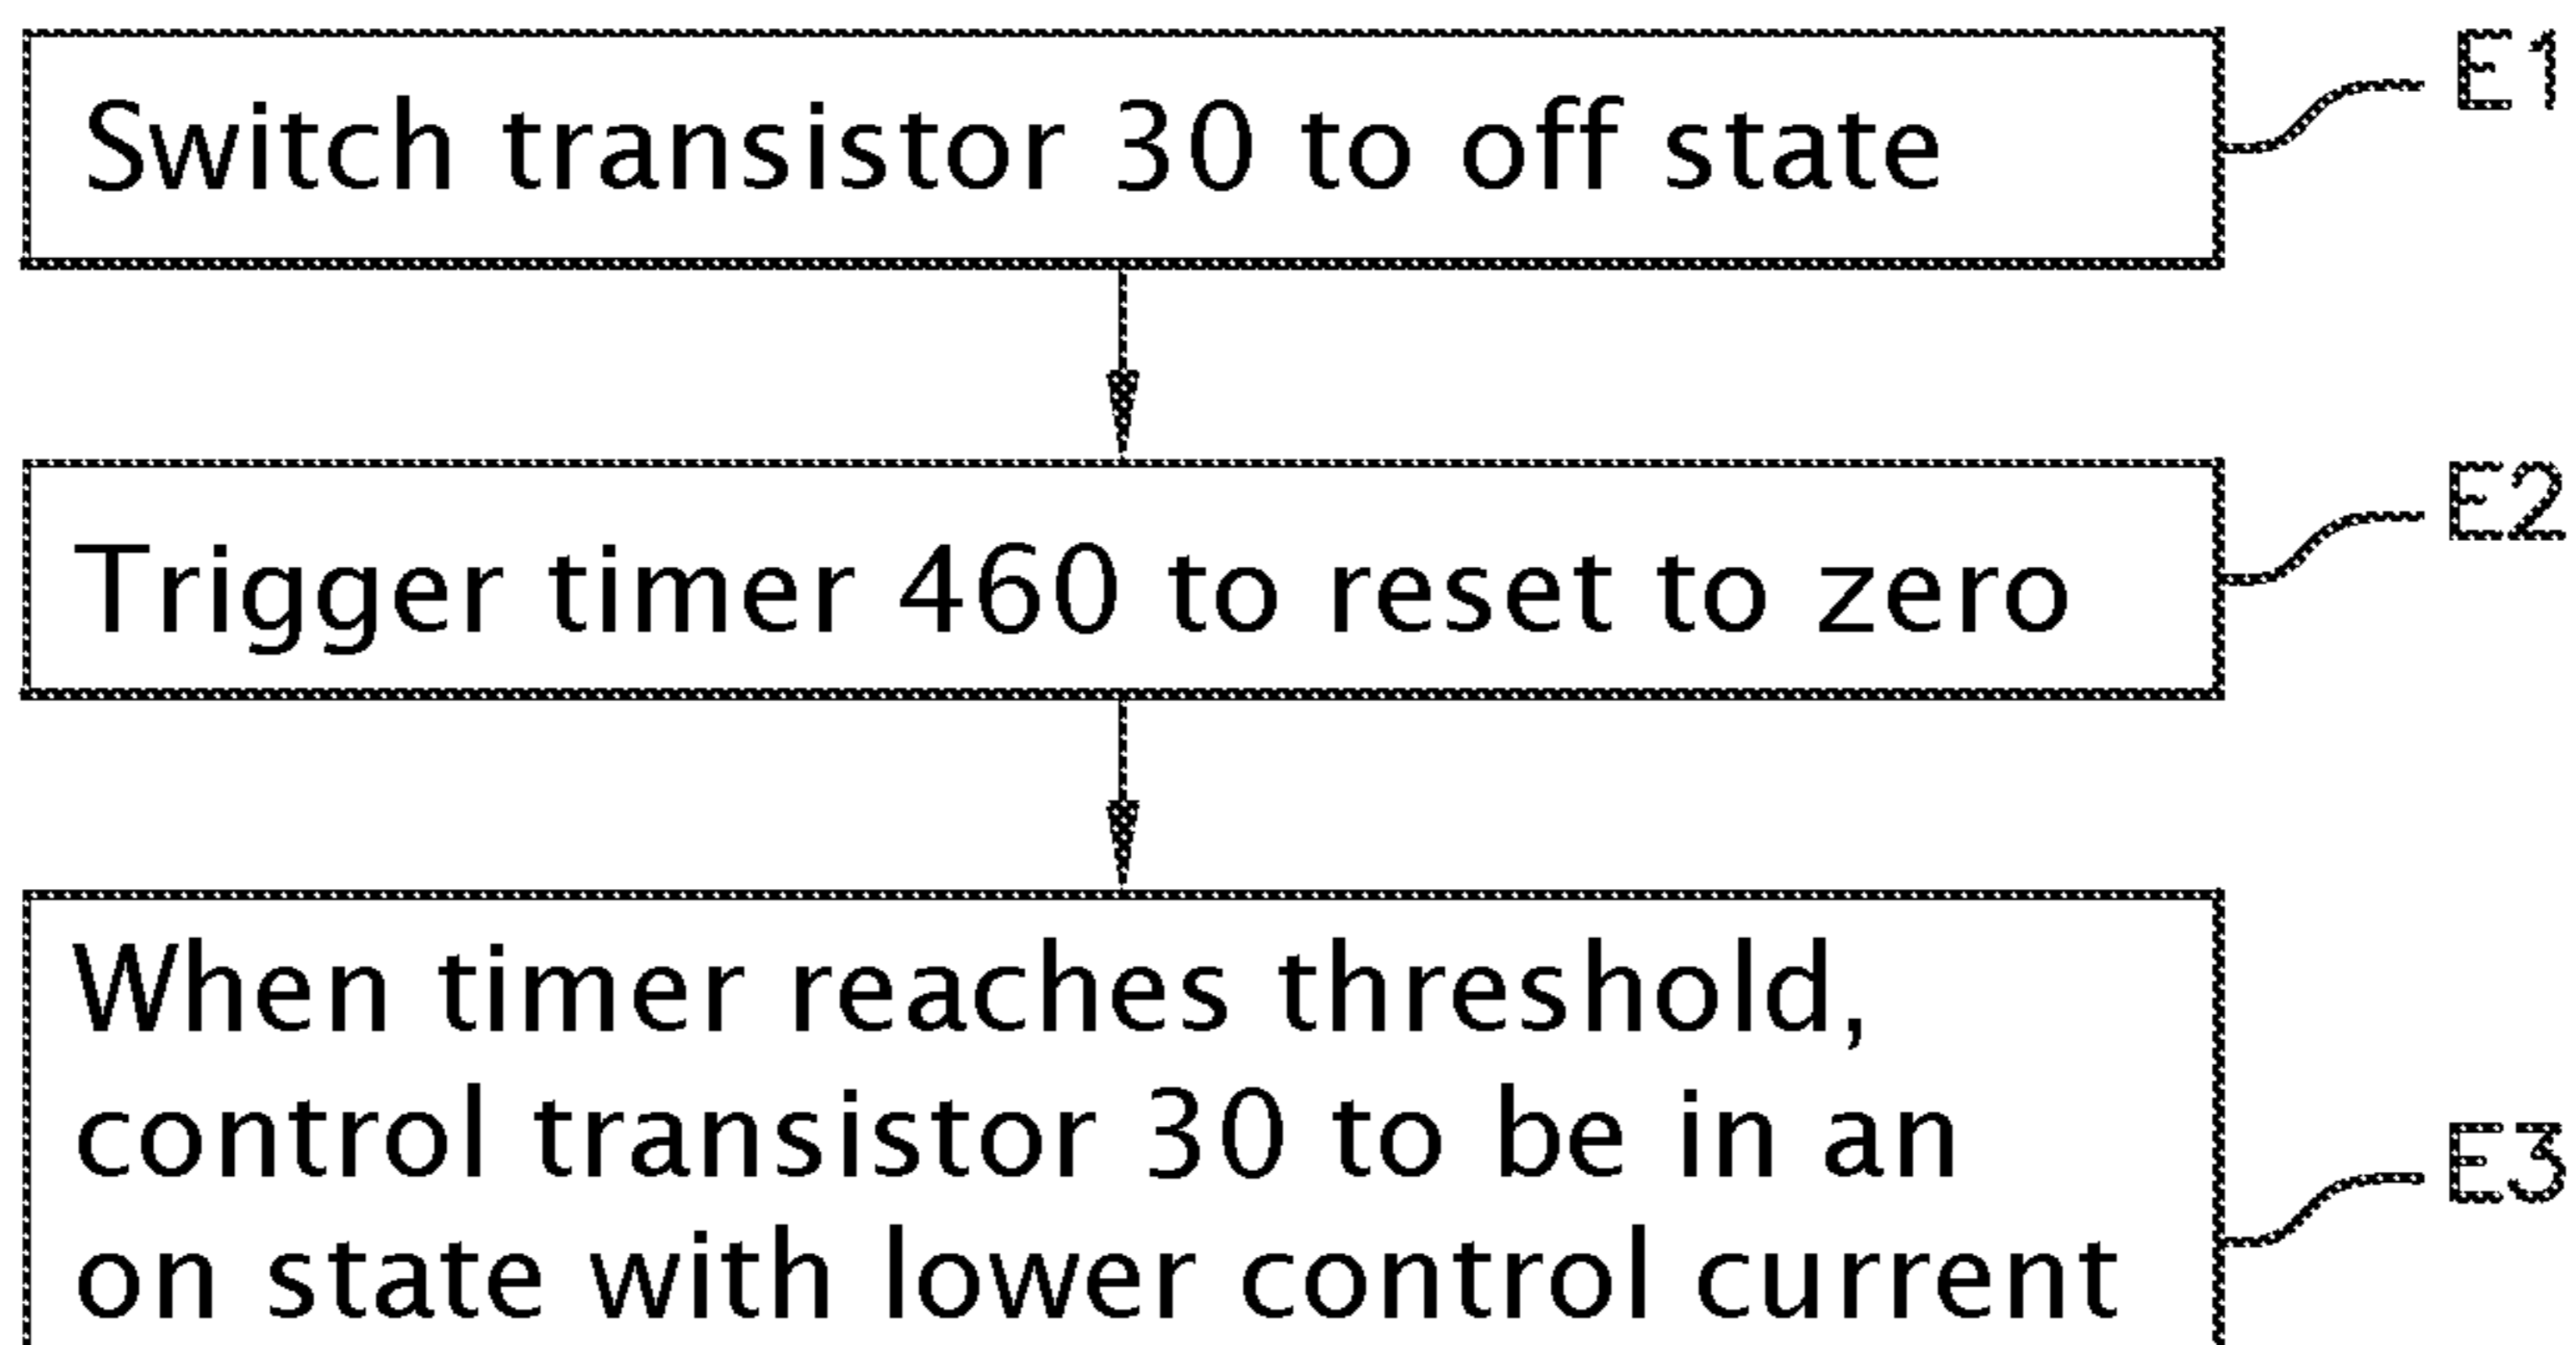 Switch transistor 30 to off state
E1
Trigger timer 460 to reset to zero
E2
When timer reaches threshold,
control transistor 30 to be in an
on state with lower control current
E3